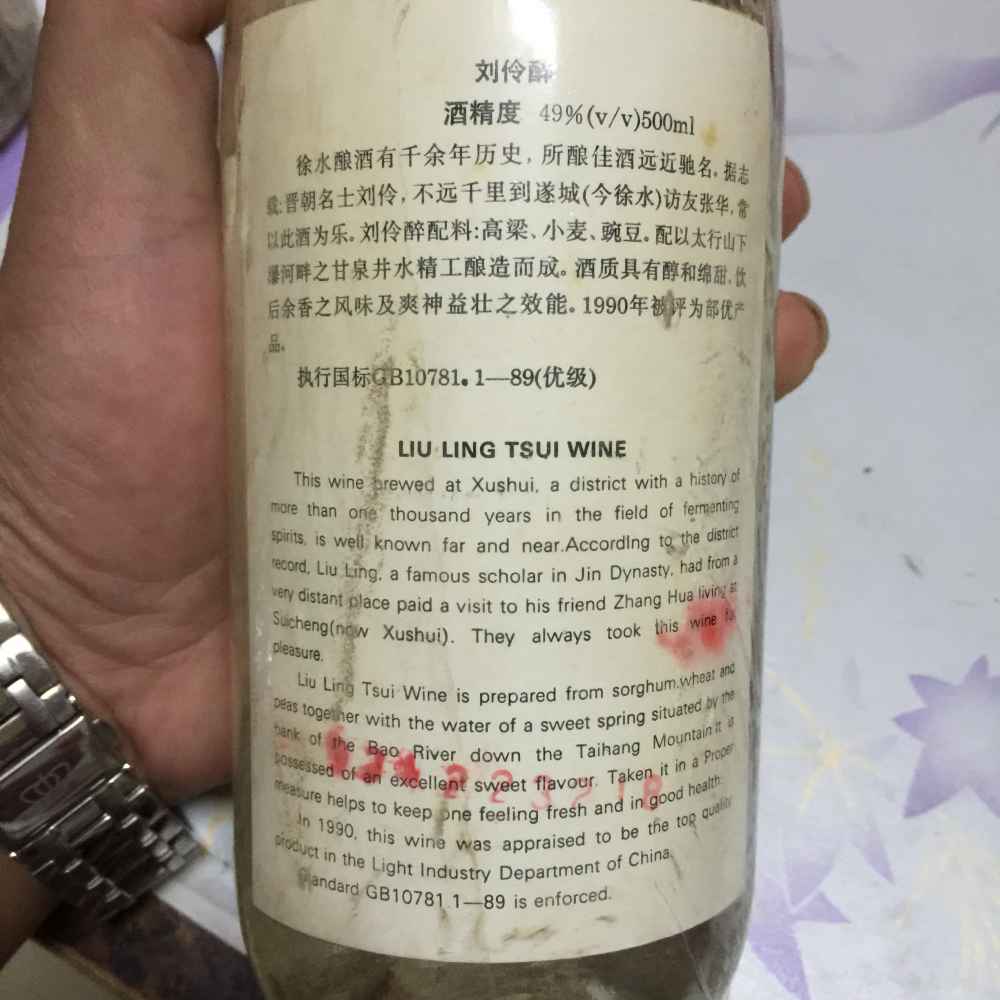 刘伶醉
酒精度 49%(v/v)500ml
徐水酿酒有千余年历史，所酿佳酒远近驰名。据志
载:晋朝名士刘伶，不远千里到遂城(今徐水)访友张华，常
以此酒为乐。刘伶醉配料:高粱、小麦、豌豆。配以太行山下
瀑河畔之甘泉井水精工酿造而成。酒质具有醇和绵甜，饮
后余香之风味及爽神益壮之效能。1990年被评为部优产
品。
执行国标GB10781.1—89(优级)
LIU LING TSUI WINE
This wine brewed at Xushui, a district with a history of
more than one thousand years in the field of fermenting
spirits, is well known far and near.AccordIng to the district
record, Liu Ling, a famous scholar in Jin Dynasty, had from a
very distant place paid a visit to his friend Zhang Hua living at
Suicheng(now Xushui). They always took this wine for
pleasure.
Liu Ling Tsui Wine is prepared from sorghum,wheat and
peas together with the water of a sweet spring situated by the
bank of the Bao River down the Taihang Mountain.It is
possessed of an excellent sweet flavour. Taken it in a Proper
measure helps to keep one feeling fresh and in good health.
In 1990, this wine was appraised to be the top quality
product in the Light Industry Department of China.
Standard GB10781.1—89 is enforced.